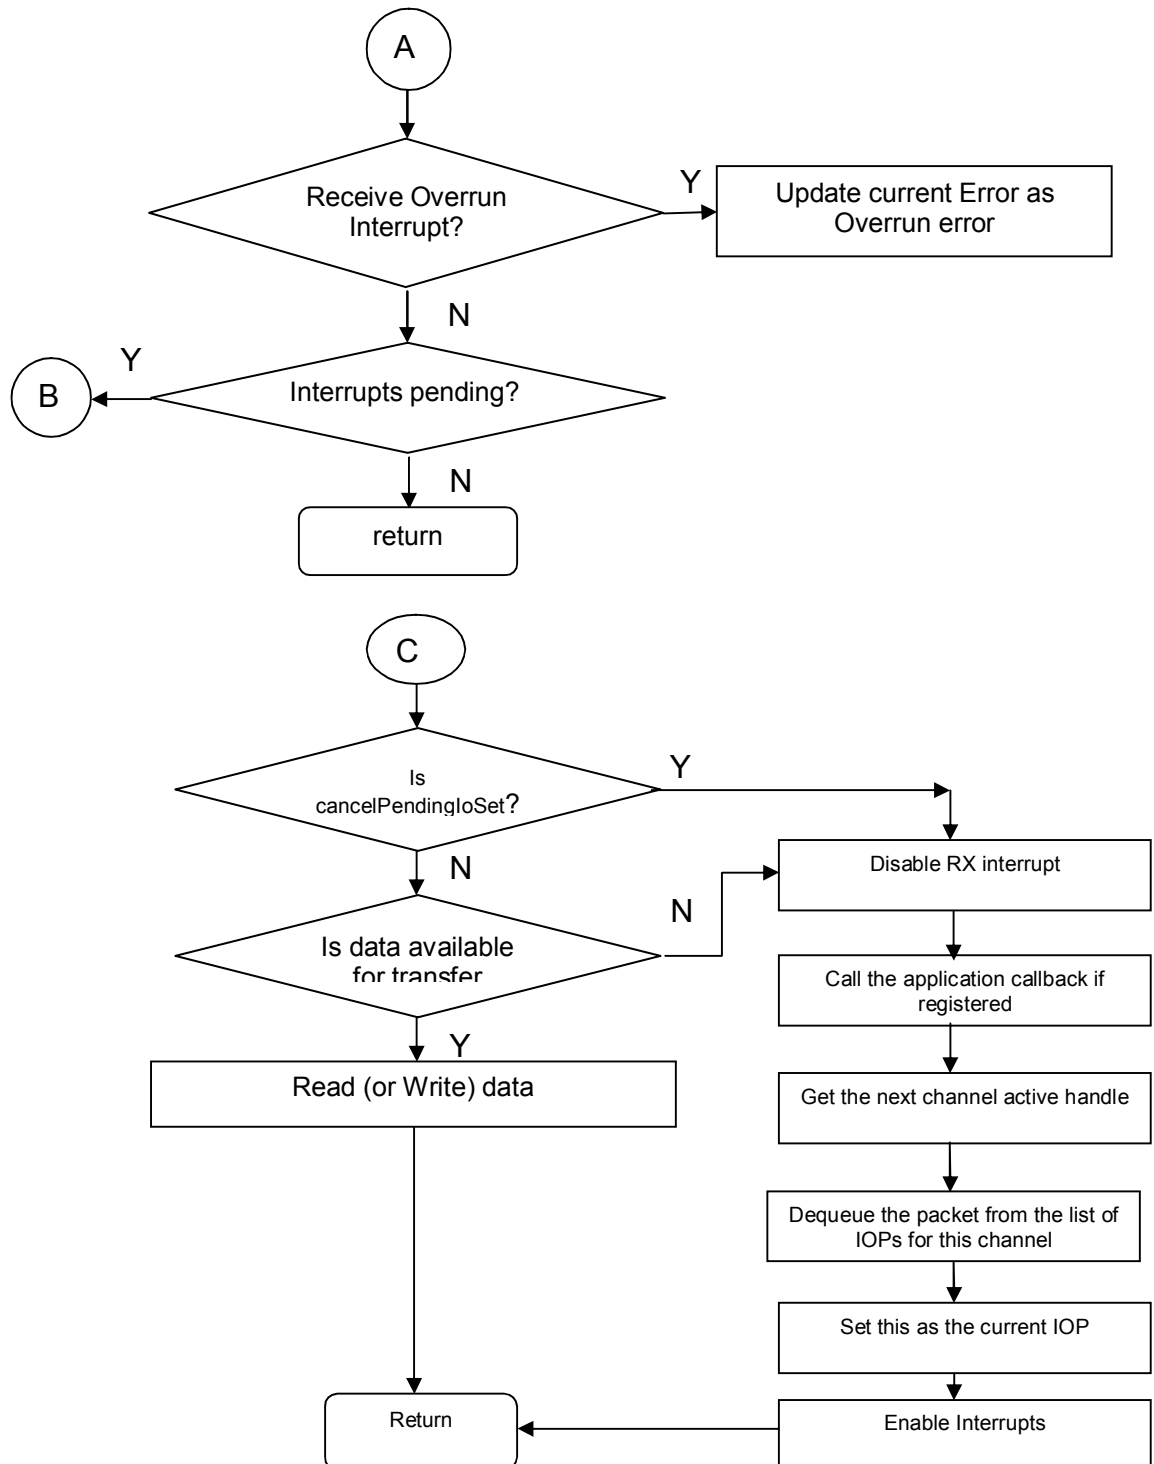 A
Receive Overrun
Interrupt?
Y
Update current Error as
Overrun error
N
Y
B
Interrupts pending?
N
return
C
Is
cancelPendingIoSet?
Y
N
Disable RX interrupt
N
Is data available
for transfer
Call the application callback if
registered
Y
Read (or Write) data
Get the next channel active handle
Dequeue the packet from the list of
IOPs for this channel
Set this as the current IOP
Return
Enable Interrupts